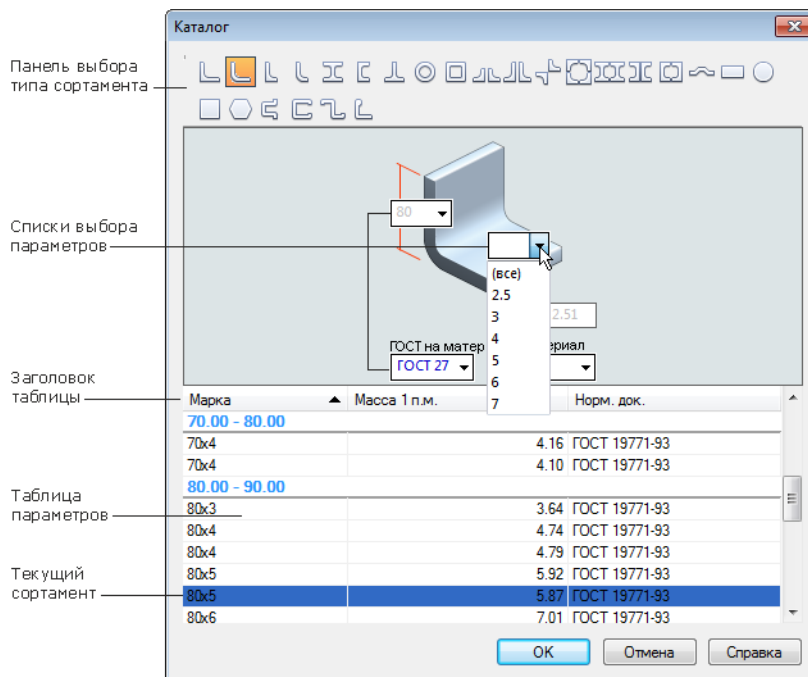 Каталог
Панель выбора
типа сортамента
80
Списки выбора
параметров
(все)
2.5
3
2.51
4
ГОСТ на матер
ериал
5
ГОСТ 27
6
7
Заголовок
таблицы
Марка Масса 1 п.м. Норм. док.
70.00 - 80.00
70x4 4.16 ГОСТ 19771-93
70x4 4.10 ГОСТ 19771-93
80.00 - 90.00
Таблица
параметров
80x3 3.64 ГОСТ 19771-93
80x4 4.74 ГОСТ 19771-93
80x4 4.79 ГОСТ 19771-93
Текущий
сортамент
80x5 5.92 ГОСТ 19771-93
80x5 5.87 ГОСТ 19771-93
80x6 7.01 ГОСТ 19771-93
OK Отмена Справка